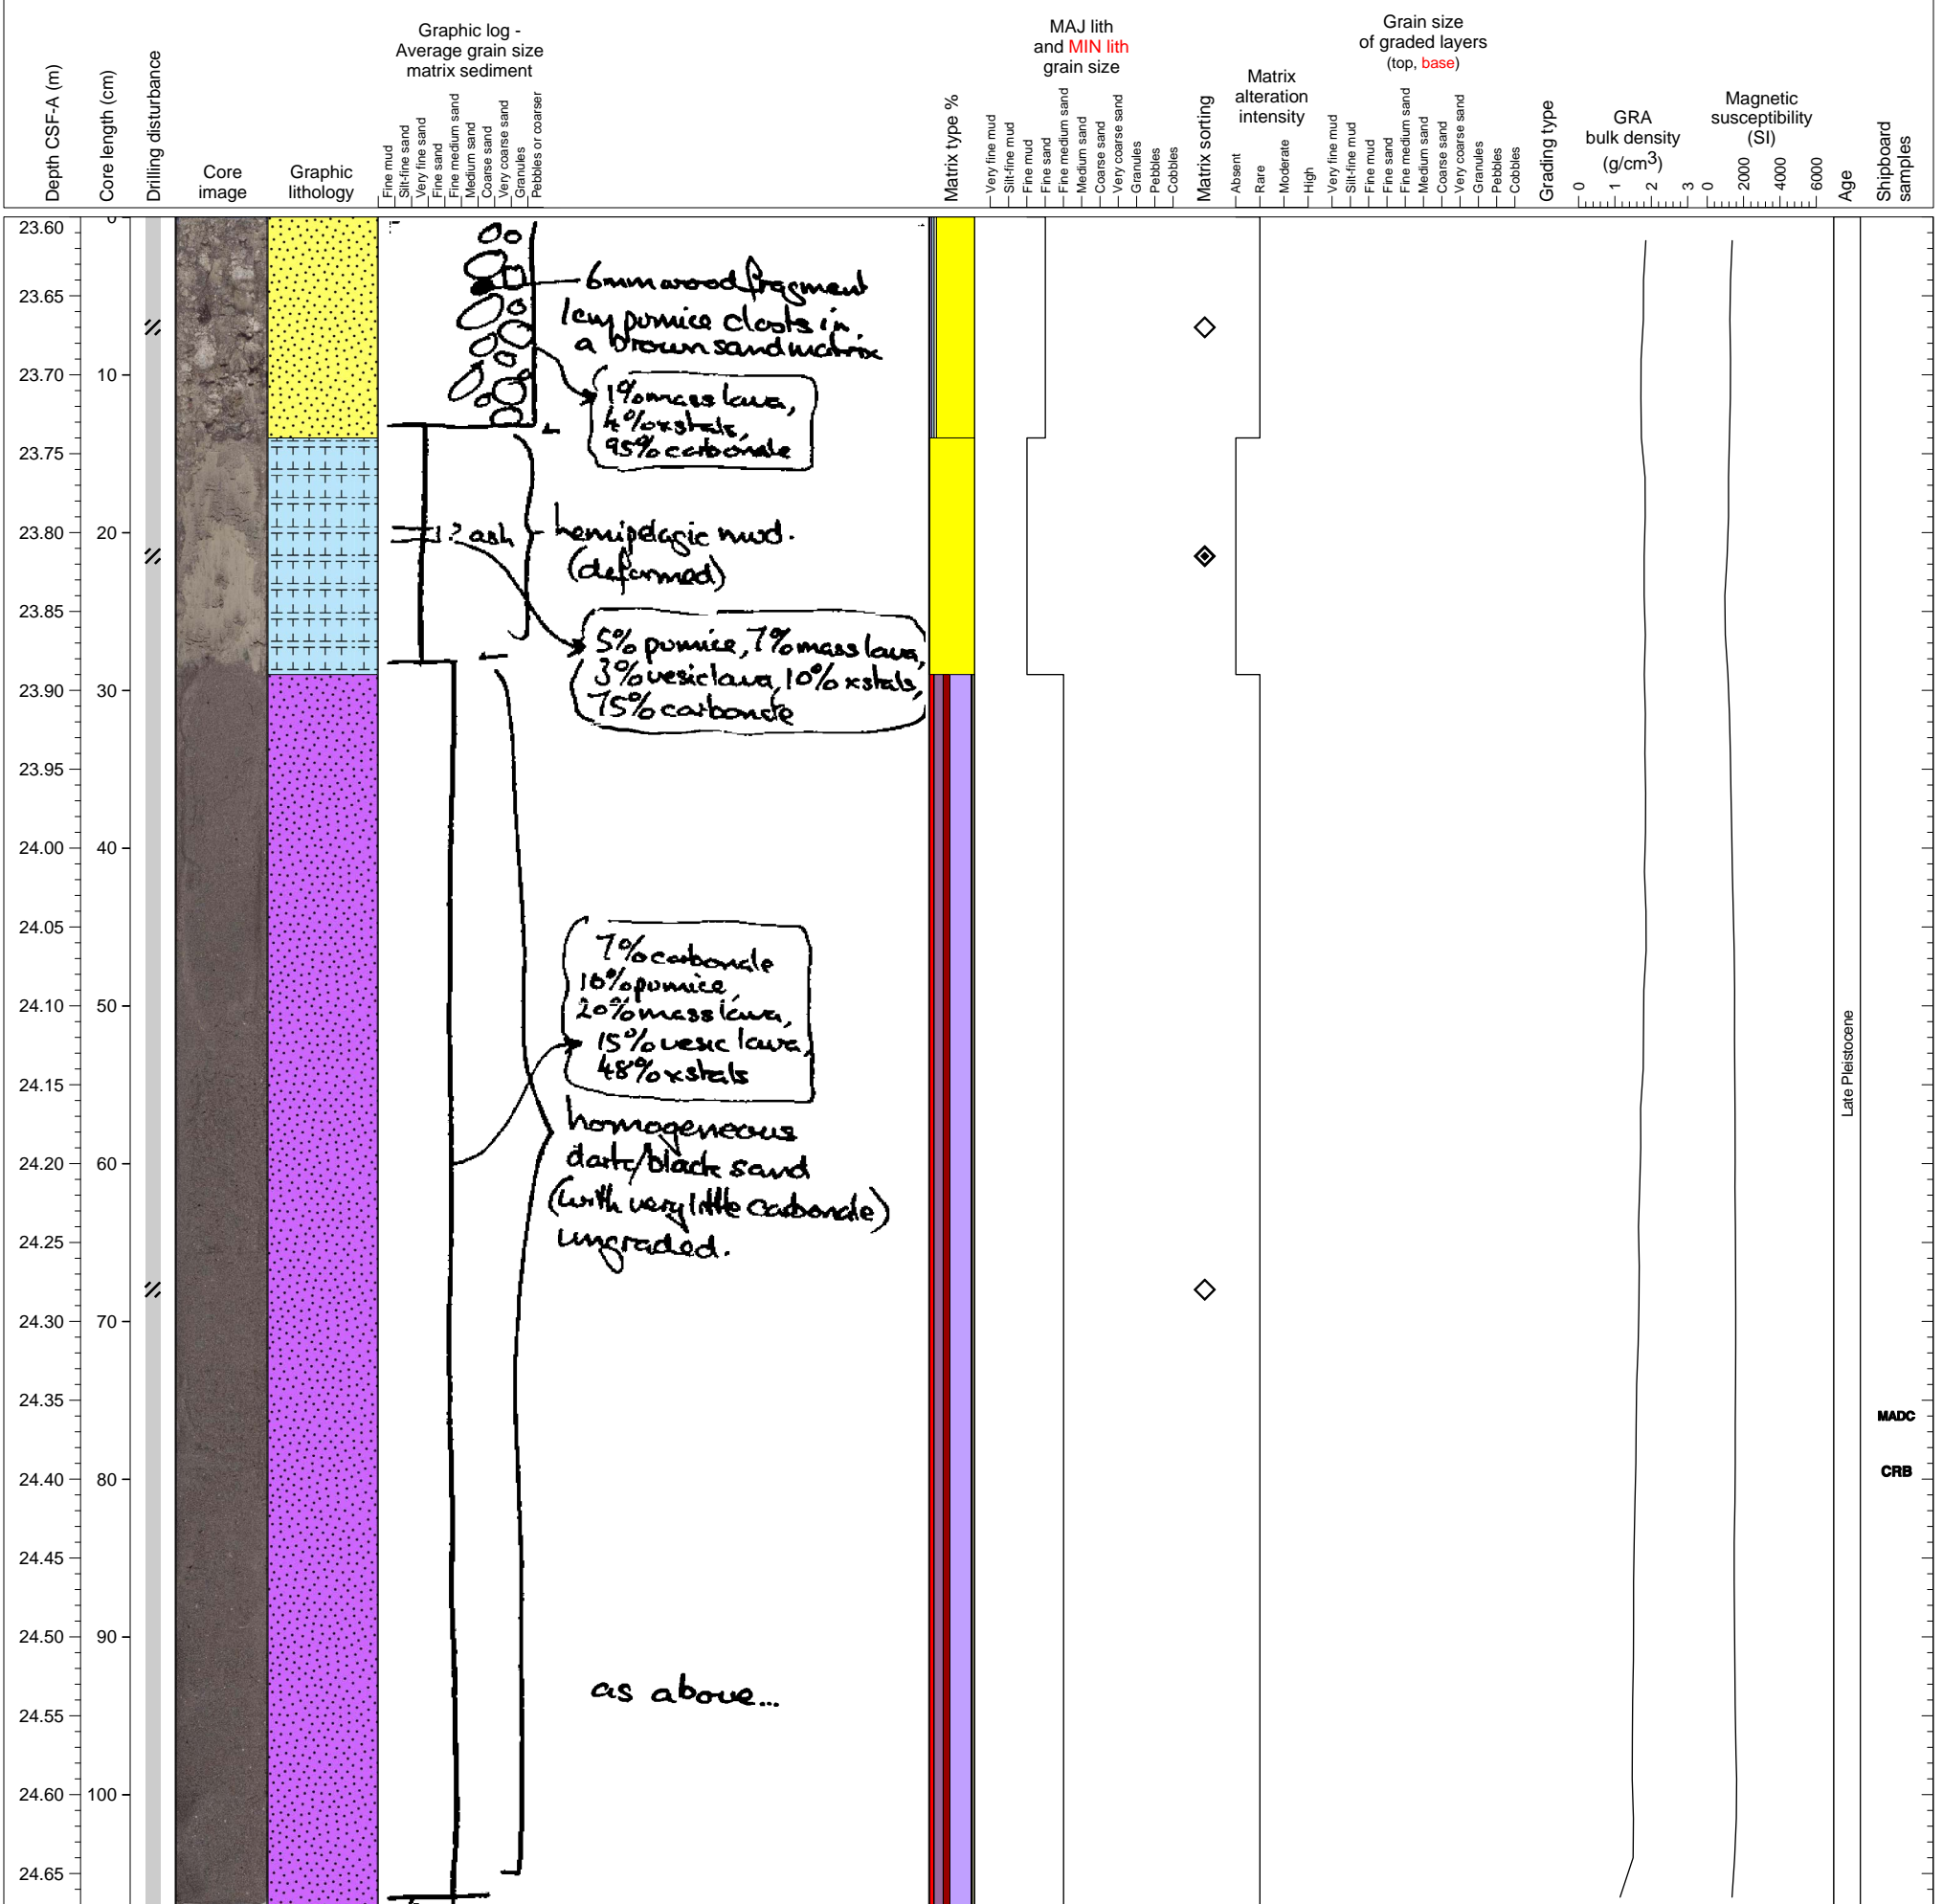 Depth CSF-A (m)
Core length (cm)
Drilling disturbance
Core
image
Graphic
lithology
Graphic log -
Average grain size
matrix sediment
Fine mud
Silt-fine sand
Very fine sand
Fine sand
Fine medium sand
Medium sand
Coarse sand
Very coarse sand
Granules
Pebbles or coarser
Matrix type %
MAJ lith
and MIN lith
grain size
Very fine mud
Silt-fine mud
Fine mud
Fine sand
Fine medium sand
Medium sand
Coarse sand
Very coarse sand
Granules
Pebbles
Cobbles
Matrix sorting
Matrix
alteration
intensity
Absent
Rare
Moderate
High
Grain size
of graded layers
(top, base)
Very fine mud
Silt-fine mud
Fine mud
Fine sand
Fine medium sand
Medium sand
Coarse sand
Very coarse sand
Granules
Pebbles
Cobbles
Grading type
GRA
bulk density
(g/cm3)
0 1 2 3
Magnetic
susceptibility
(SI)
0 2000 4000 6000
Age
Shipboard
samples
23.60 0
23.65
23.70 10
23.75
23.80 20
23.85
23.90 30
23.95
24.00 40
24.05
24.10 50
24.15
24.20 60
24.25
24.30 70
24.35
24.40 80
24.45
24.50 90
24.55
24.60 100
24.65
6mm wood fragment
1cm pumice clasts in
a brown sand matrix
1% mass lava,
4% xstals,
95% carbonate
? ash
hemipelagic mud.
(deformed)
5% pumice, 7% mass lava,
3% vesic lava, 10% xstals,
75% carbonate
7% carbonate
10% pumice,
20% mass lava,
15% vesic lava,
48% xstals
homogeneous
dark/black sand
(with very little carbonate)
ungraded.
as above...
Late Pleistocene
MADC
CRB